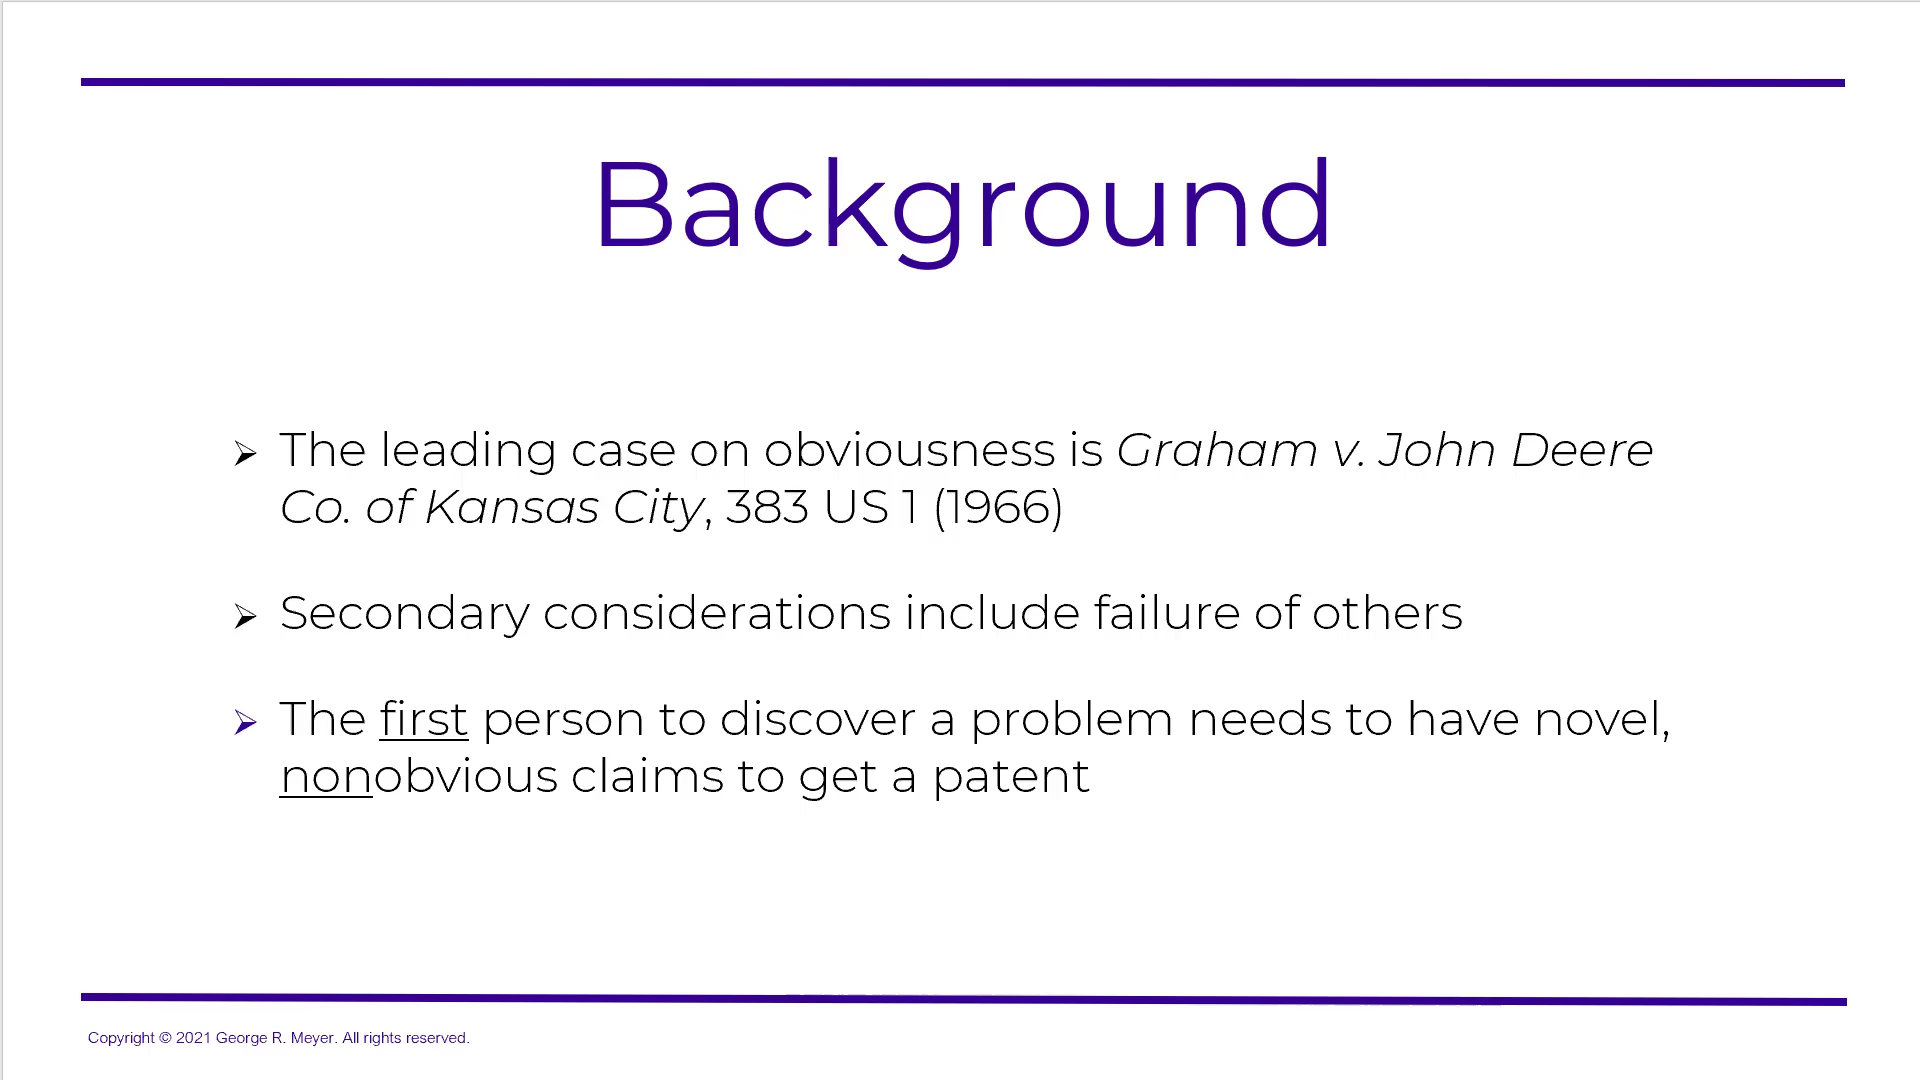 Background
➢ The leading case on obviousness is Graham v. John Deere
Co. of Kansas City, 383 US 1 (1966)
➢ Secondary considerations include failure of others
➢ The first person to discover a problem needs to have novel,
nonobvious claims to get a patent
Copyright © 2021 George R. Meyer. All rights reserved.